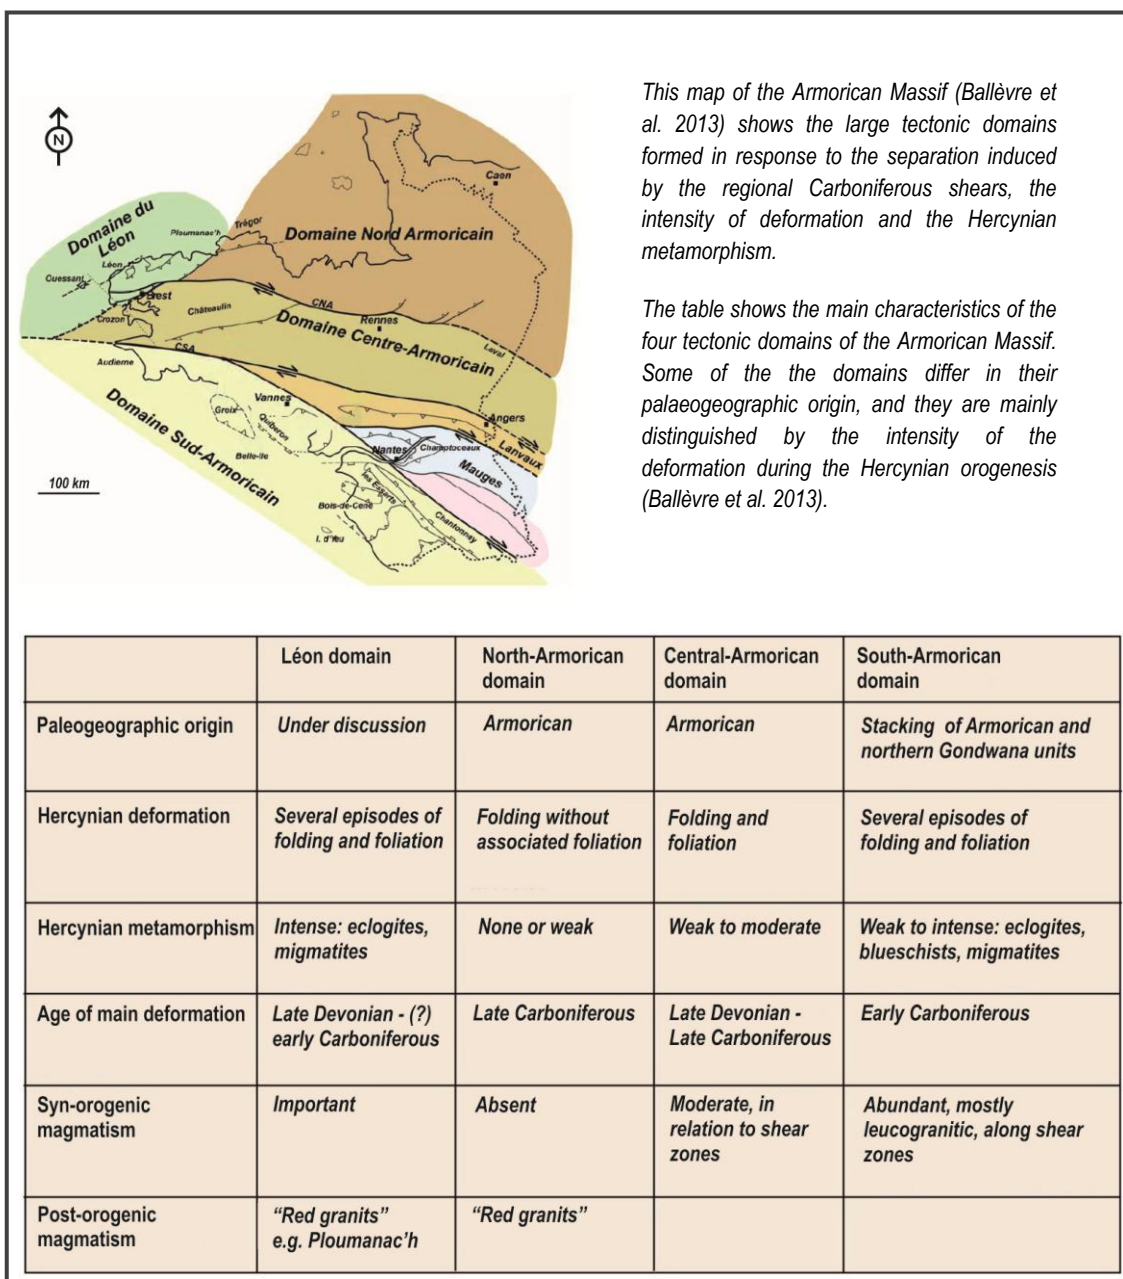 This map of the Armorican Massif (Ballèvre et
al. 2013) shows the large tectonic domains
formed in response to the separation induced
by the regional Carboniferous shears, the
intensity of deformation and the Hercynian
metamorphism.
The table shows the main characteristics of the
four tectonic domains of the Armorican Massif.
Some of the the domains differ in their
palaeogeographic origin, and they are mainly
distinguished by the intensity of the
deformation during the Hercynian orogenesis
(Ballèvre et al. 2013).
N
Caen
Domaine du
Léon
Ploumanac'h
Trégor
Domaine Nord Armoricain
Léon
Ouessant
Brest
Crozon
Châteaulin
CNA
Rennes
Domaine Centre-Armoricain
Laval
CSA
Audierne
Vannes
Groix
Quiberon
Belle-Ile
Domaine Sud-Armoricain
Angers
Lanvaux
Nantes
Champtoceaux
Mauges
les Essarts
Bois-de-Cené
Chantonnay
I. d'Yeu
100 km
Léon domain
North-Armorican
domain
Central-Armorican
domain
South-Armorican
domain
Paleogeographic origin
Under discussion
Armorican
Armorican
Stacking of Armorican and
northern Gondwana units
Hercynian deformation
Several episodes of
folding and foliation
Folding without
associated foliation
Folding and
foliation
Several episodes of
folding and foliation
Hercynian metamorphism
Intense: eclogites,
migmatites
None or weak
Weak to moderate
Weak to intense: eclogites,
blueschists, migmatites
Age of main deformation
Late Devonian - (?)
early Carboniferous
Late Carboniferous
Late Devonian -
Late Carboniferous
Early Carboniferous
Syn-orogenic
magmatism
Important
Absent
Moderate, in
relation to shear
zones
Abundant, mostly
leucogranitic, along shear
zones
Post-orogenic
magmatism
“Red granits”
e.g. Ploumanac’h
“Red granits”